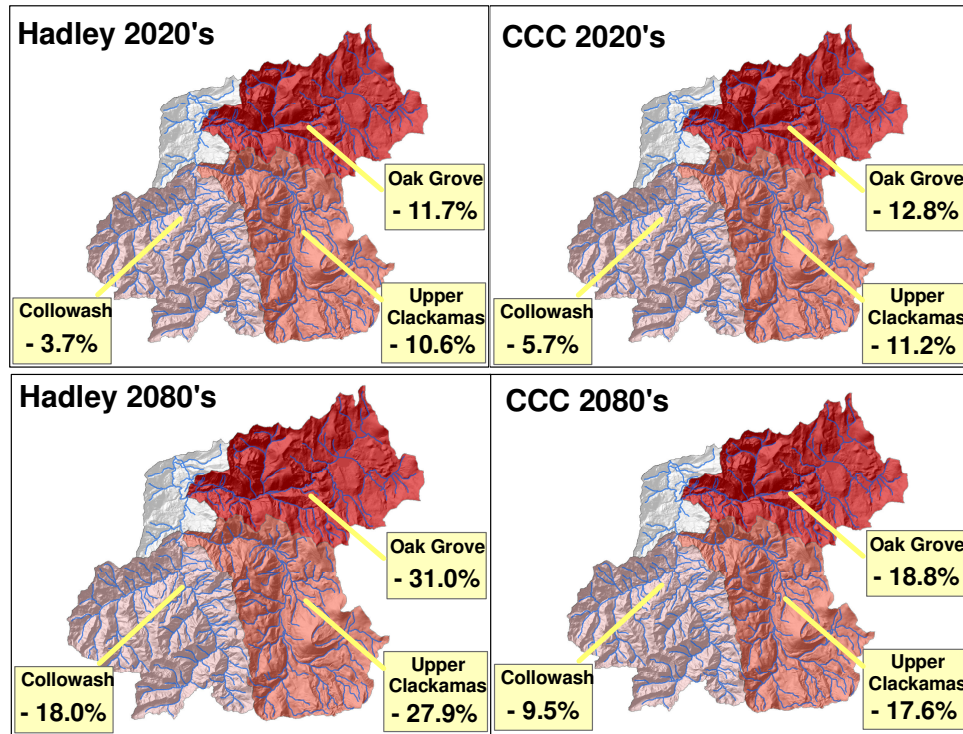 Hadley 2020's
Oak Grove
- 11.7%
Collowash
- 3.7%
Upper
Clackamas
- 10.6%
CCC 2020's
Oak Grove
- 12.8%
Collowash
- 5.7%
Upper
Clackamas
- 11.2%
Hadley 2080's
Oak Grove
- 31.0%
Collowash
- 18.0%
Upper
Clackamas
- 27.9%
CCC 2080's
Oak Grove
- 18.8%
Collowash
- 9.5%
Upper
Clackamas
- 17.6%